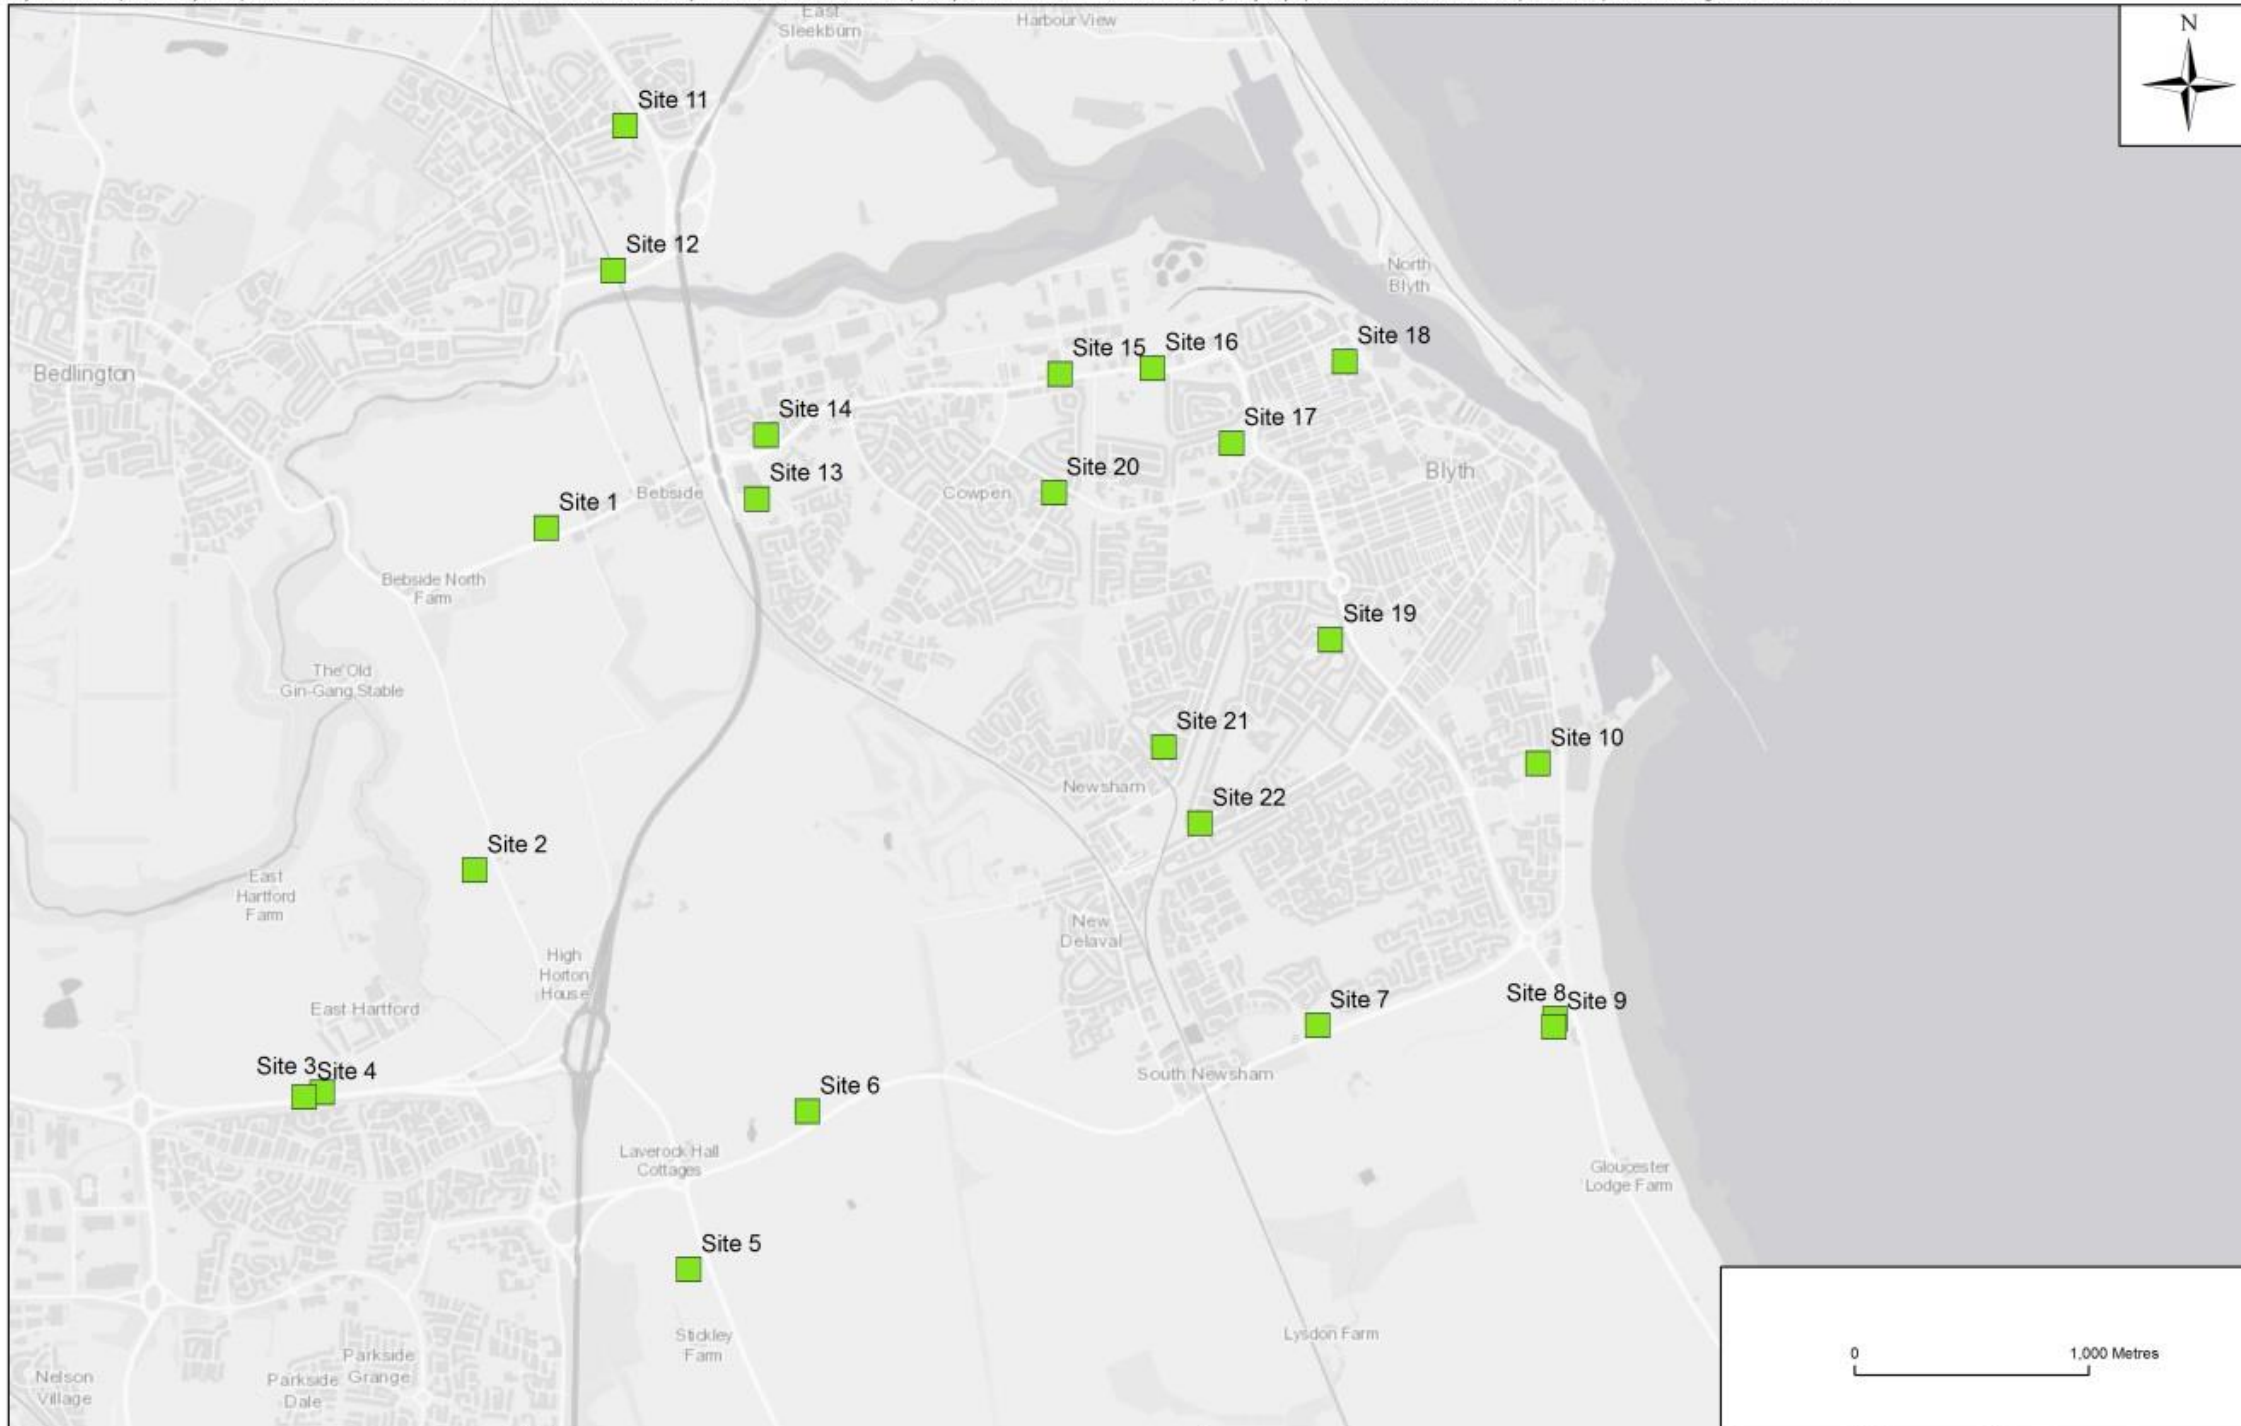 East
Sleekburn
Harbour View
N
Site 11
Site 12
North
Blyth
Site 18
Site 16
Site 15
Bedlington
Site 14
Site 17
Site 20
Blyth
Site 13
Cowpen
Bebside
Site 1
Bebside North
Farm
Site 19
The Old
Gin-Gang Stable
Site 21
Site 10
Newsham
Site 22
Site 2
East
Hartford
Farm
New
Delaval
High
Horton
House
East Hartford
Site 8
Site 9
Site 7
Site 3
Site 4
South Newsham
Site 6
Laverock Hall
Cottages
Gloucester
Lodge Farm
Site 5
Stickley
Farm
Lysdon Farm
0
1,000 Metres
Parkside
Grange
Parkside
Dale
Nelson
Village